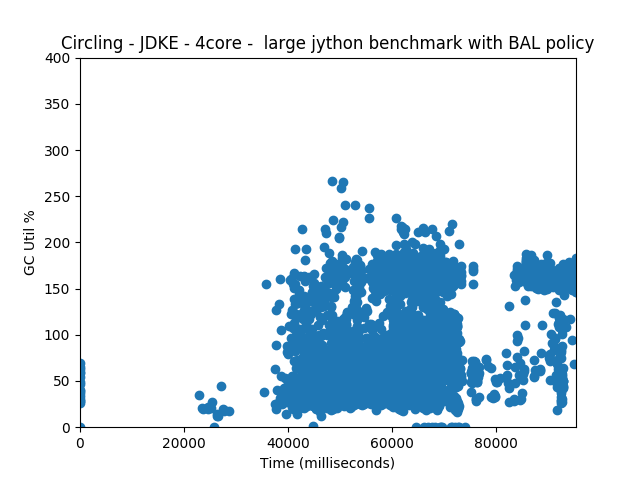 Circling - JDKE - 4core -  large jython benchmark with BAL policy
400
350
300
250
200
150
100
50
0
GC Util %
0 20000 40000 60000 80000
Time (milliseconds)